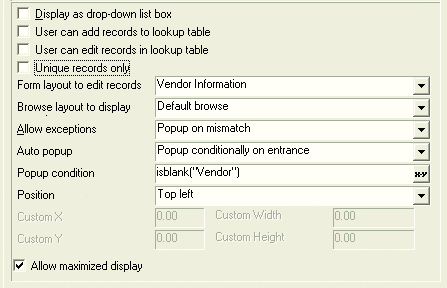 Display as drop-down list box
User can add records to lookup table
User can edit records in lookup table
Unique records only
Form layout to edit records Vendor Information
Browse layout to display Default browse
Allow exceptions Popup on mismatch
Auto popup Popup conditionally on entrance
Popup condition isblank("Vendor") x-y
Position Top left
Custom X 0.00 Custom Width 0.00
Custom Y 0.00 Custom Height 0.00
Allow maximized display